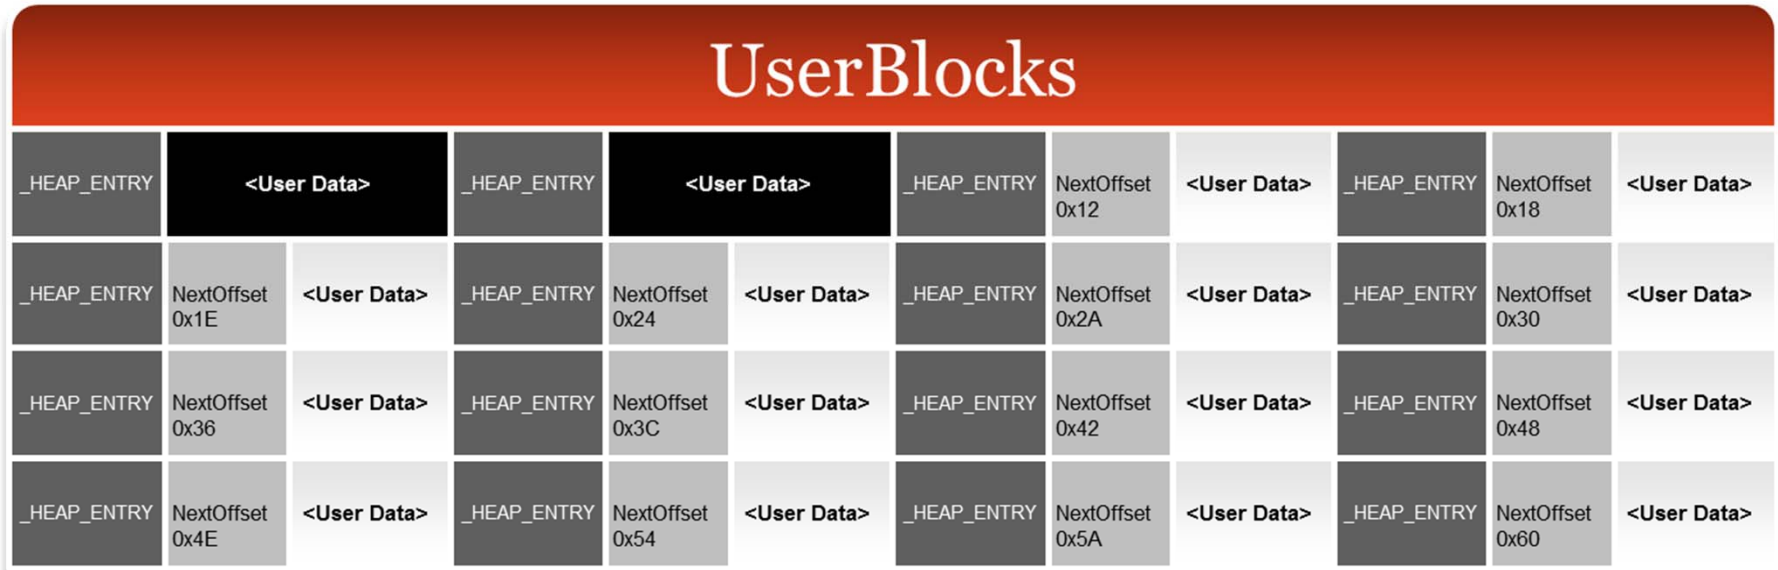 UserBlocks
_HEAP_ENTRY <User Data> _HEAP_ENTRY <User Data> _HEAP_ENTRY NextOffset 0x12 <User Data> _HEAP_ENTRY NextOffset 0x18 <User Data>
_HEAP_ENTRY NextOffset 0x1E <User Data> _HEAP_ENTRY NextOffset 0x24 <User Data> _HEAP_ENTRY NextOffset 0x2A <User Data> _HEAP_ENTRY NextOffset 0x30 <User Data>
_HEAP_ENTRY NextOffset 0x36 <User Data> _HEAP_ENTRY NextOffset 0x3C <User Data> _HEAP_ENTRY NextOffset 0x42 <User Data> _HEAP_ENTRY NextOffset 0x48 <User Data>
_HEAP_ENTRY NextOffset 0x4E <User Data> _HEAP_ENTRY NextOffset 0x54 <User Data> _HEAP_ENTRY NextOffset 0x5A <User Data> _HEAP_ENTRY NextOffset 0x60 <User Data>